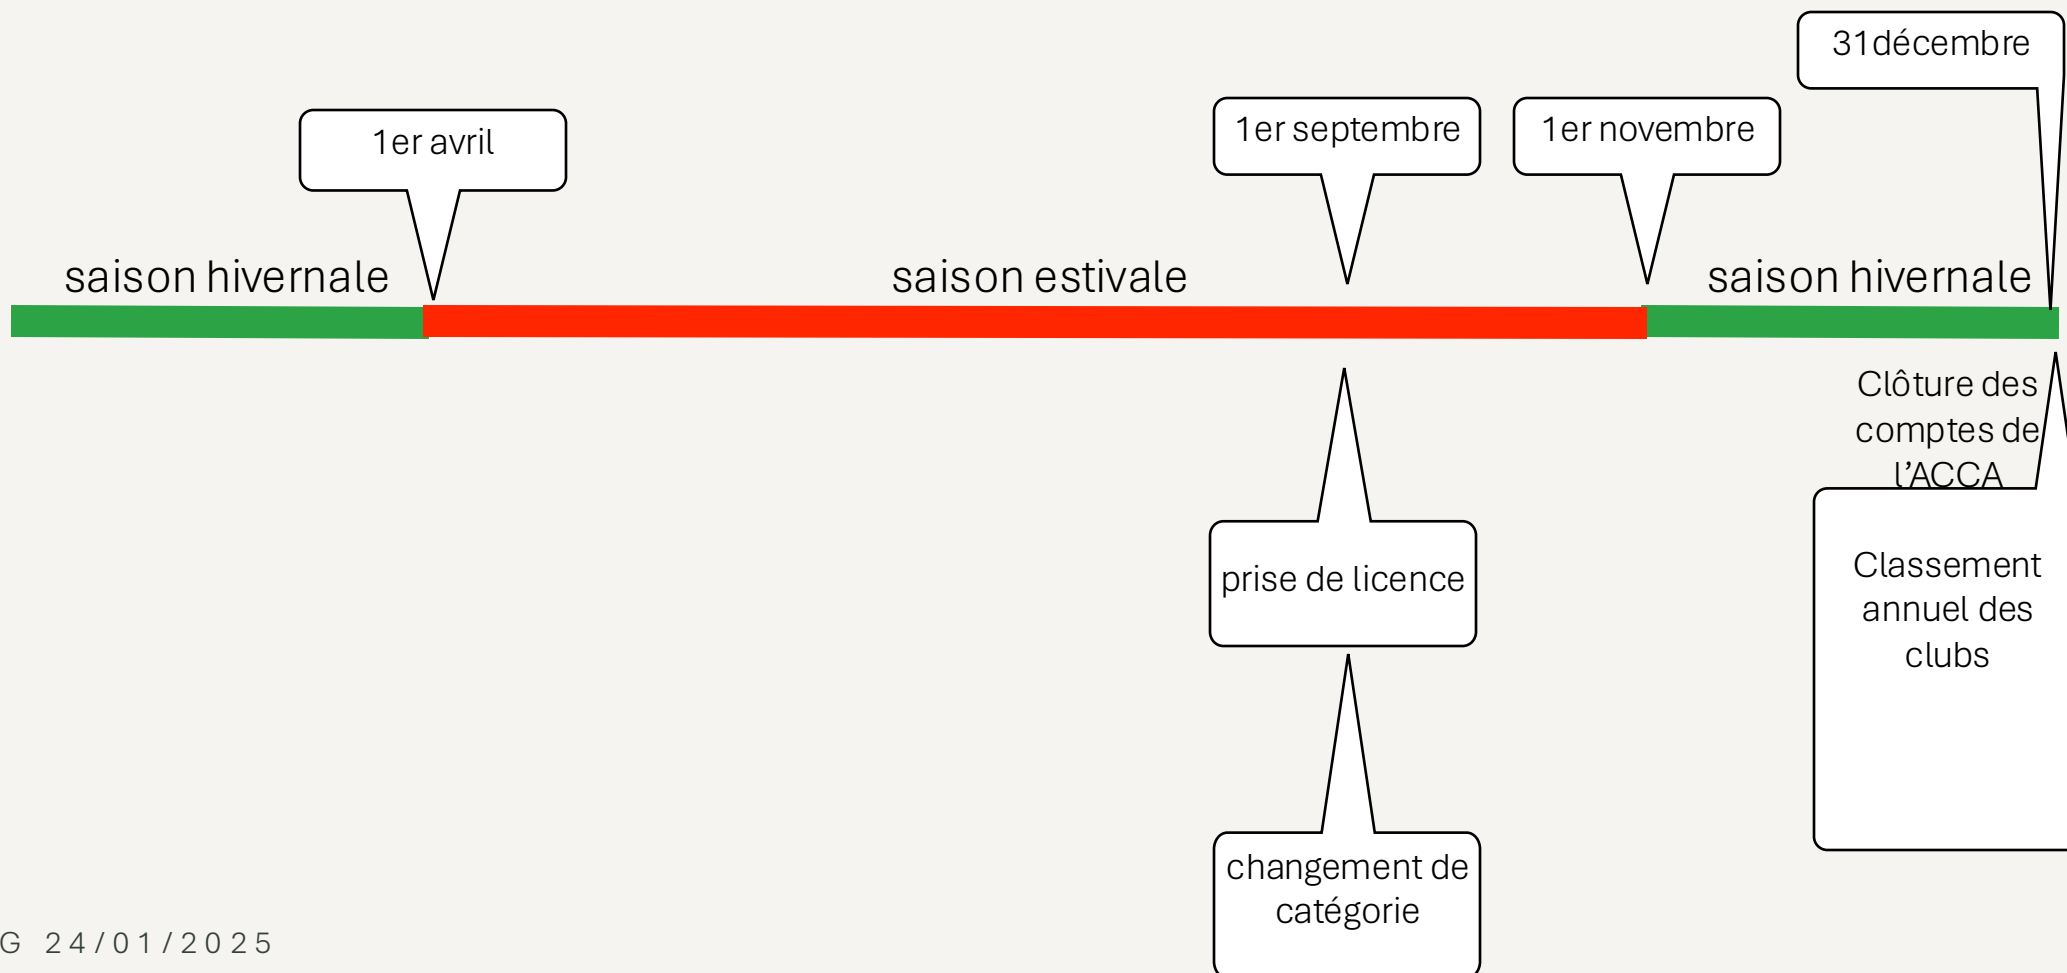 31décembre
1er avril
1er septembre
1er novembre
saison hivernale
saison estivale
saison hivernale
Clôture des
comptes de
l’ACCA
prise de licence
Classement
annuel des
clubs
changement de
catégorie
G 24/01/2025